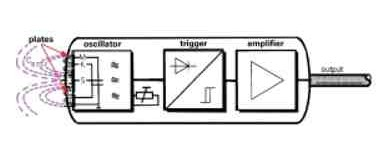 plates
oscillator
trigger
amplifier
output